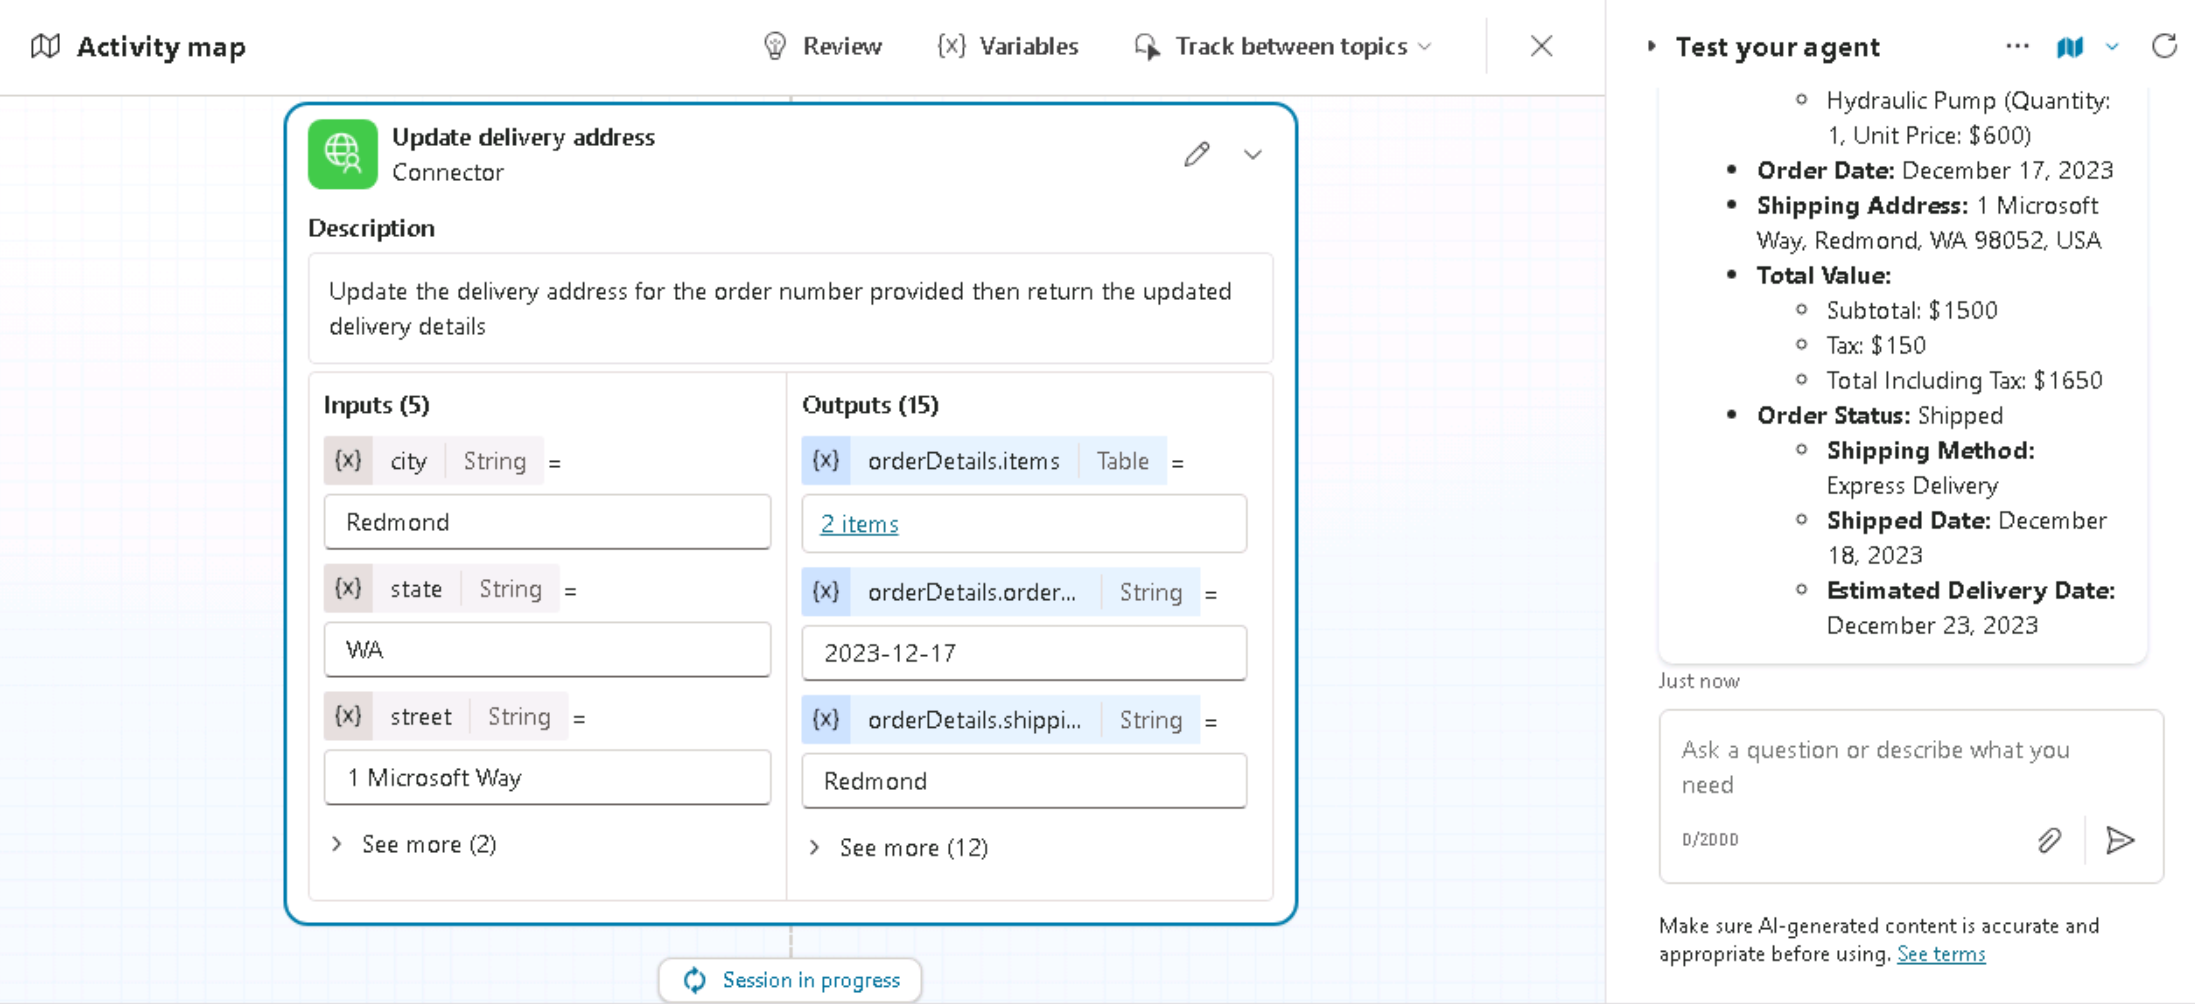 Activity map
Review
{x} Variables
Track between topics
Update delivery address
Connector
Description
Update the delivery address for the order number provided then return the updated
delivery details
Inputs (5)
{x} city String =
Redmond
{x} state String =
WA
{x} street String =
1 Microsoft Way
See more (2)
Outputs (15)
{x} orderDetails.items Table =
2 items
{x} orderDetails.order... String =
2023-12-17
{x} orderDetails.shippi... String =
Redmond
See more (12)
Session in progress
Test your agent
Hydraulic Pump (Quantity:
1, Unit Price: $600)
Order Date: December 17, 2023
Shipping Address: 1 Microsoft
Way, Redmond, WA 98052, USA
Total Value:
Subtotal: $1500
Tax: $150
Total Including Tax: $1650
Order Status: Shipped
Shipping Method:
Express Delivery
Shipped Date: December
18, 2023
Estimated Delivery Date:
December 23, 2023
Just now
Ask a question or describe what you
need
0/2000
Make sure AI-generated content is accurate and
appropriate before using. See terms